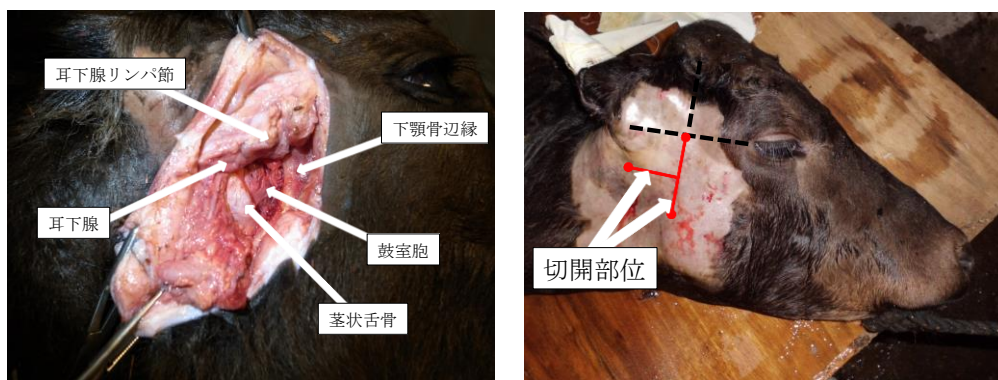 耳下腺リンパ節
下顎骨辺縁
耳下腺
鼓室胞
茎状舌骨
切開部位